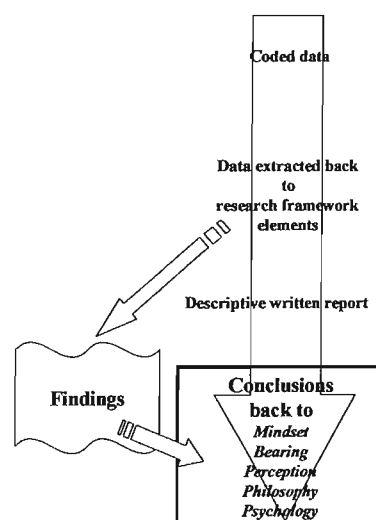 Coded data
Data extracted back
to
research framework
elements
Descriptive written report
Findings
Conclusions
back to
Mindset
Bearing
Perception
Philosophy
Psychology